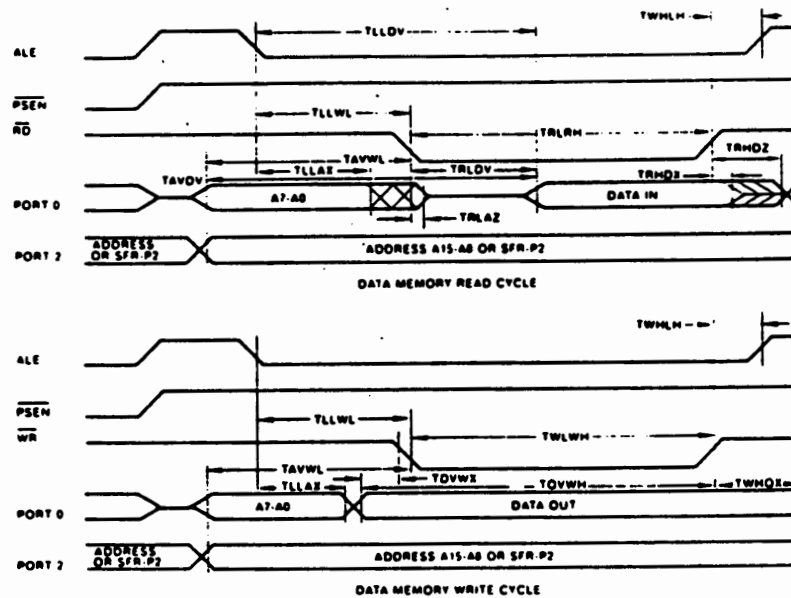 TLLDV
TWHLH
ALE
PSEN
TLLWL
RD
TRLRH
TAVWL
TRHDZ
TLLAX
TRLDV
TAVDV
TRHDX
PORT 0
A7-A0
DATA IN
TRLAZ
ADDRESS
OR SFR-P2
ADDRESS A15-A8 OR SFR-P2
PORT 2
DATA MEMORY READ CYCLE
TWHLH
ALE
PSEN
TLLWL
WR
TWLWH
TAVWL
TQVWX
TLLAX
TQVWH
TWHQX
PORT 0
A7-A0
DATA OUT
ADDRESS
OR SFR-P2
ADDRESS A15-A8 OR SFR-P2
PORT 2
DATA MEMORY WRITE CYCLE